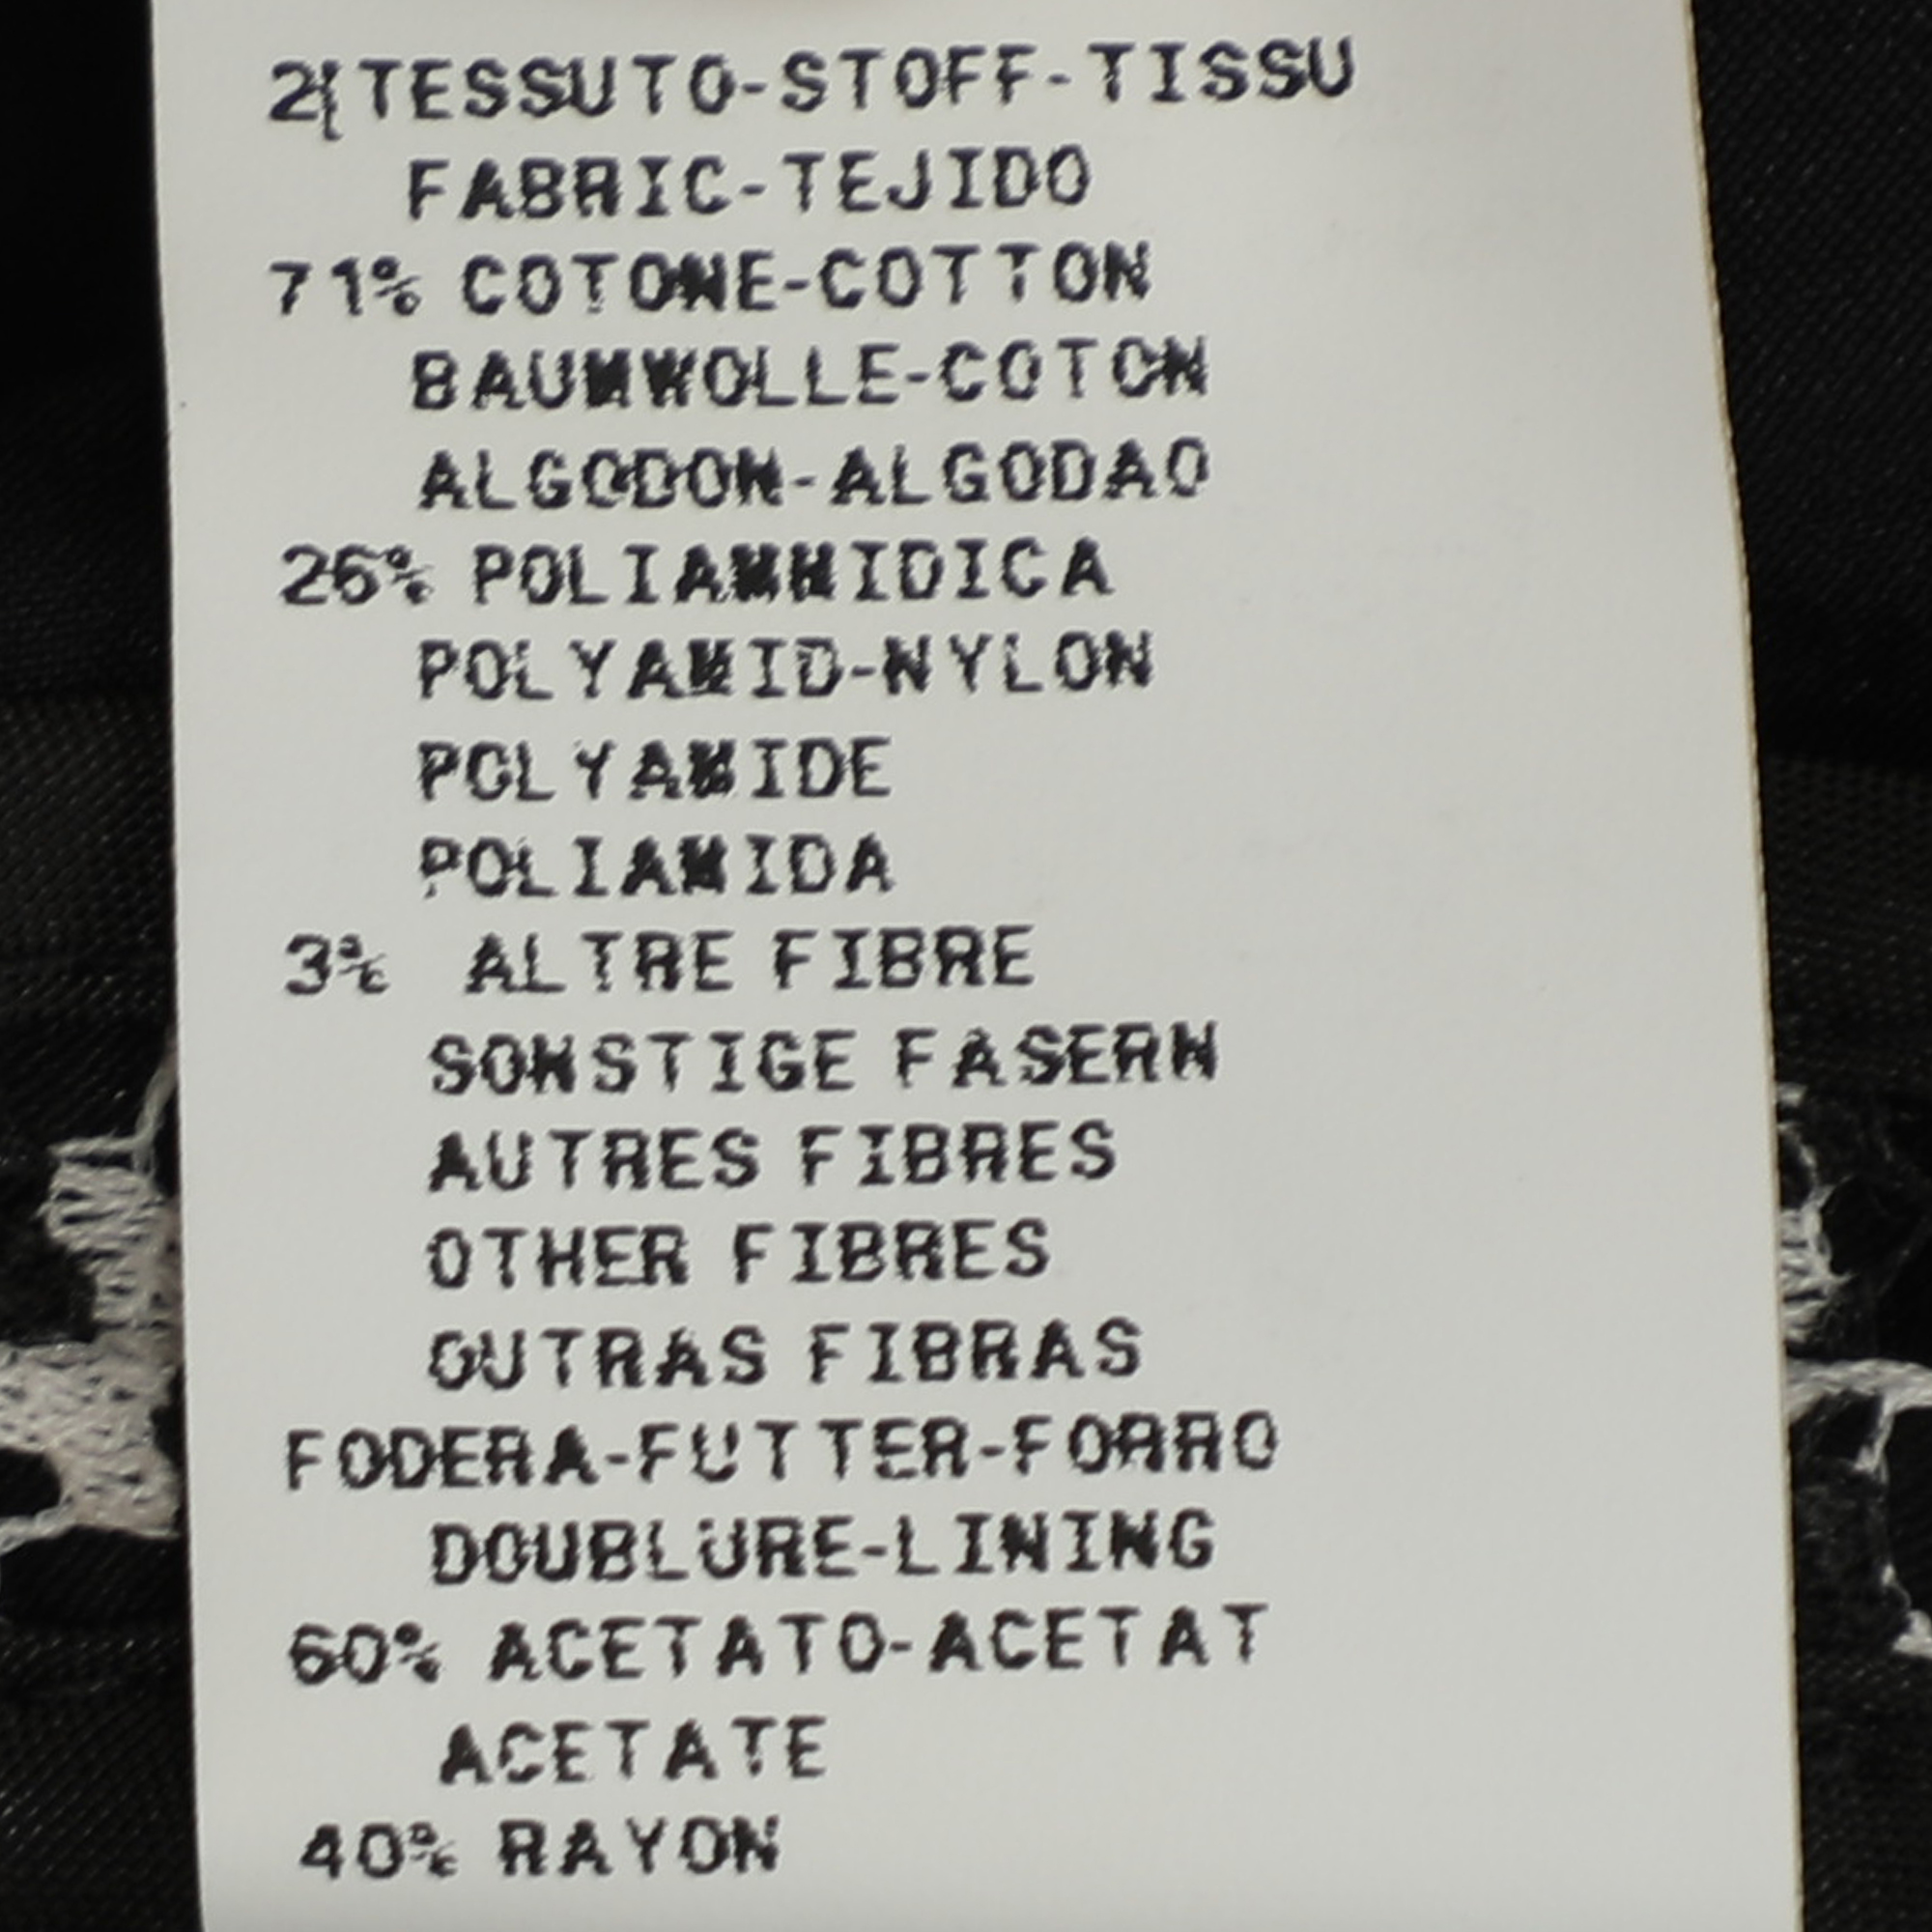 2{TESSUTO-STOFF-TISSU
FABRIC-TEJIDO
71% COTONE-COTTON
BAUMWOLLE-COTON
ALGODON-ALGODAO
26% POLIAMMIDICA
POLYAMID-NYLON
POLYAMIDE
POLIAMIDA
3% ALTRE FIBRE
SONSTIGE FASERN
AUTRES FIBRES
OTHER FIBRES
OUTRAS FIBRAS
FODERA-FUTTER-FORRO
DOUBLURE-LINING
60% ACETATO-ACETAT
ACETATE
40% RAYON